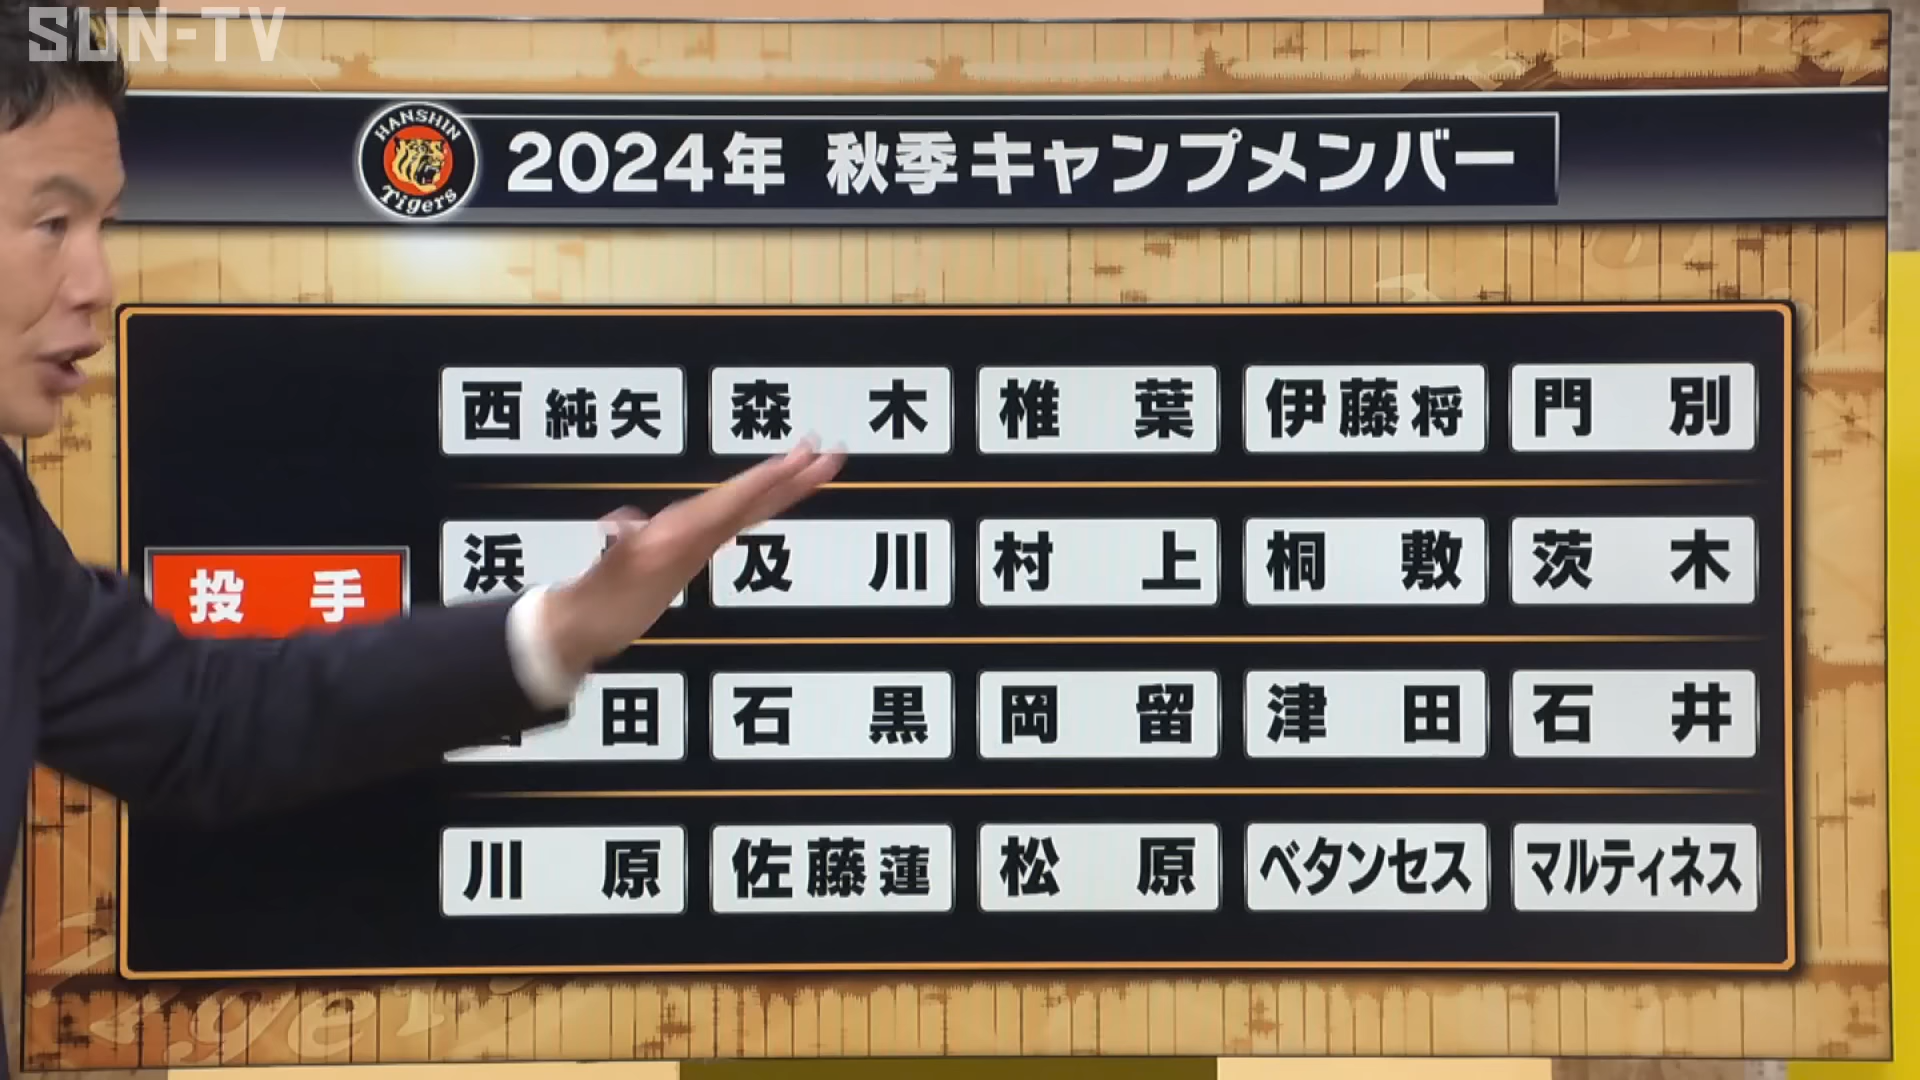 SUN-TV
HANSHIN
Tigers
2024年 秋季キャンプメンバー
西純矢 森木 椎葉 伊藤将 門別
投手
浜 及川 村上 桐敷 茨木
田 石黒 岡留 津田 石井
川原 佐藤蓮 松原 ベタンセス マルティネス